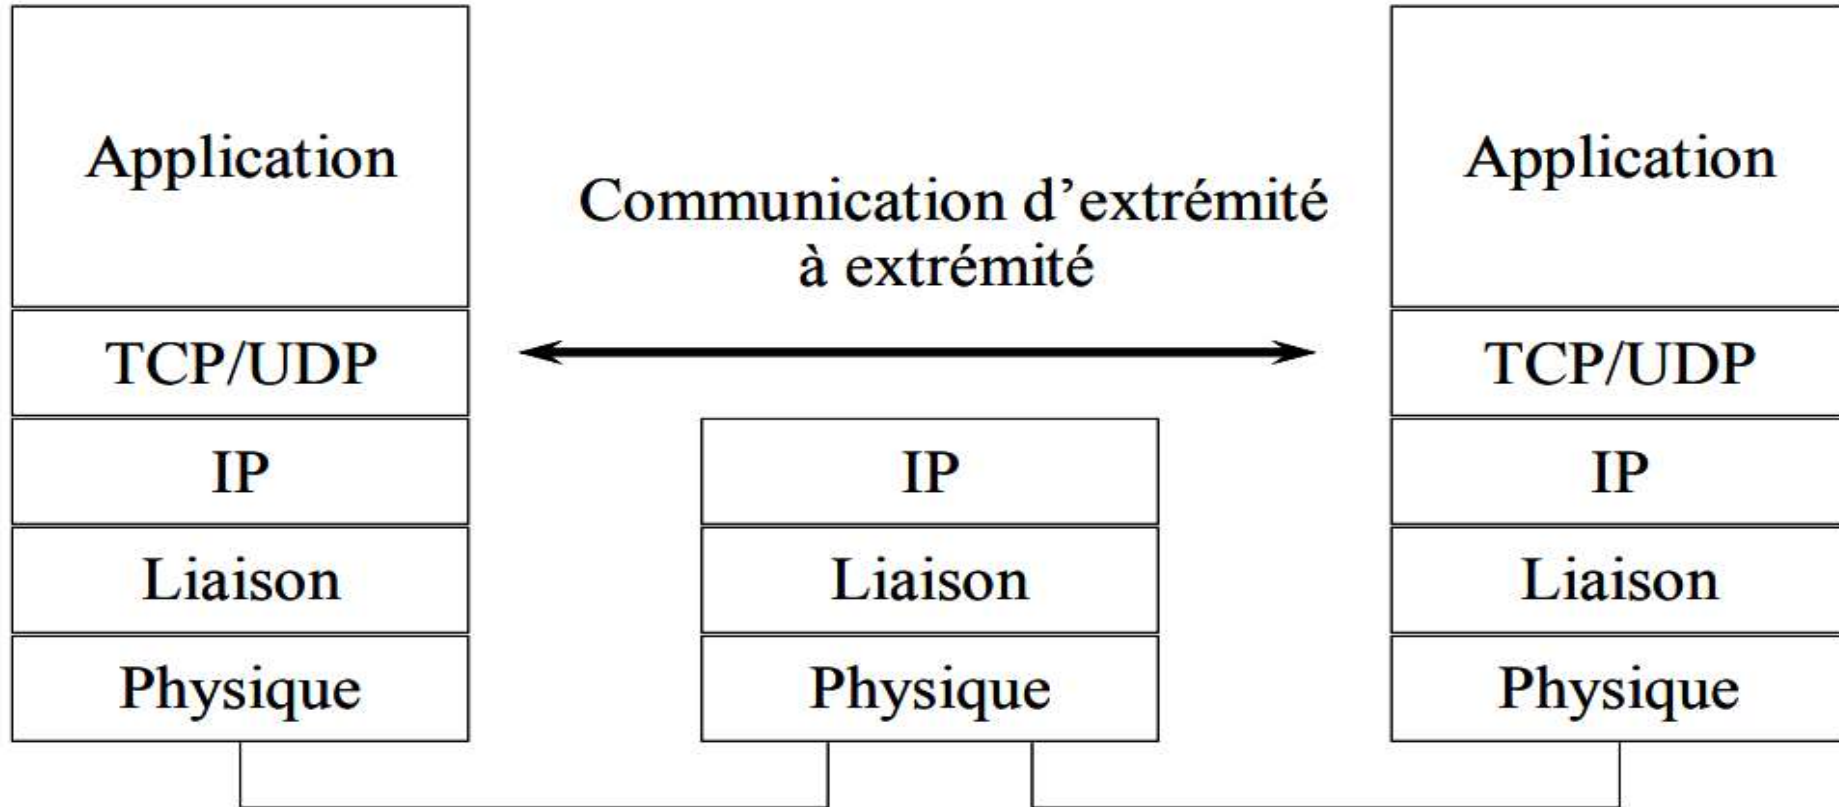 Application
TCP/UDP
IP
Liaison
Physique
Communication d’extrémité
à extrémité
IP
Liaison
Physique
Application
TCP/UDP
IP
Liaison
Physique